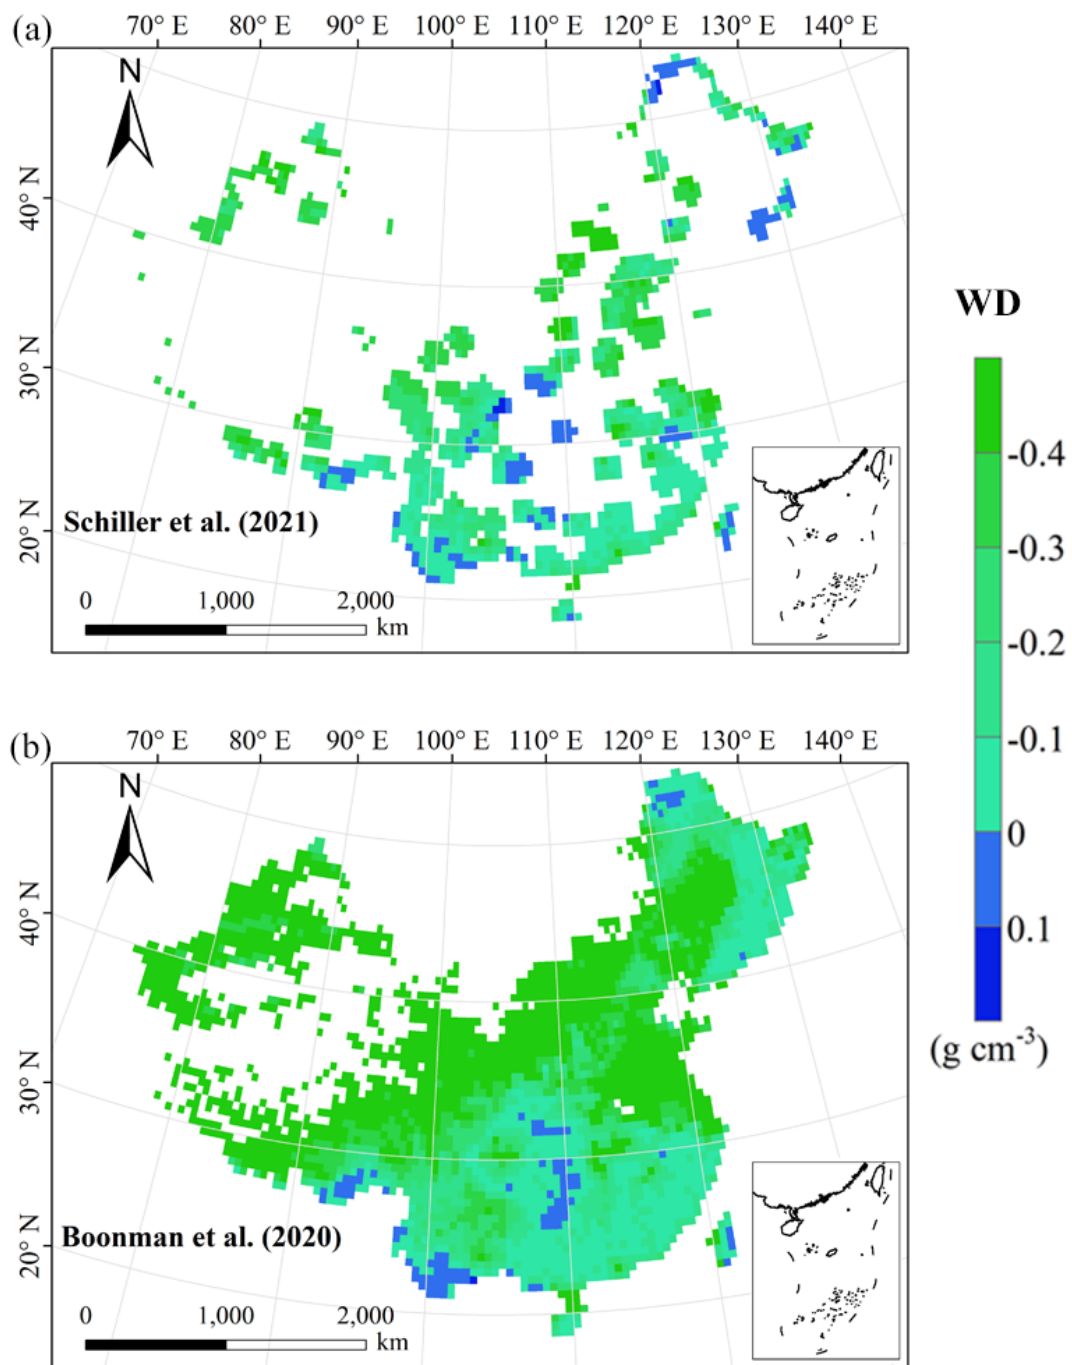 (a)
70° E 80° E 90° E 100° E 110° E 120° E 130° E 140° E
N
40° N
30° N
20° N
Schiller et al. (2021)
0 1,000 2,000
km
WD
-0.4
-0.3
-0.2
-0.1
0
0.1
(g cm⁻³)
(b)
70° E 80° E 90° E 100° E 110° E 120° E 130° E 140° E
N
40° N
30° N
20° N
Boonman et al. (2020)
0 1,000 2,000
km